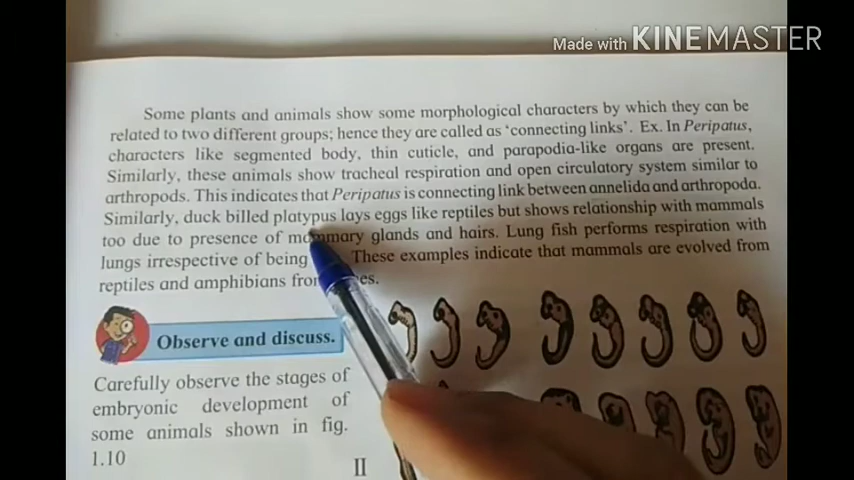 Made with KINEMASTER
Some plants and animals show some morphological characters by which they can be
related to two different groups; hence they are called as 'connecting links'. Ex. In Peripatus,
characters like segmented body, thin cuticle, and parapodia-like organs are present.
Similarly, these animals show tracheal respiration and open circulatory system similar to
arthropods. This indicates that Peripatus is connecting link between annelida and arthropoda.
Similarly, duck billed platypus lays eggs like reptiles but shows relationship with mammals
too due to presence of mammary glands and hairs. Lung fish performs respiration with
lungs irrespective of being These examples indicate that mammals are evolved from
reptiles and amphibians from
Observe and discuss.
Carefully observe the stages of
embryonic development of
some animals shown in fig.
1.10
II